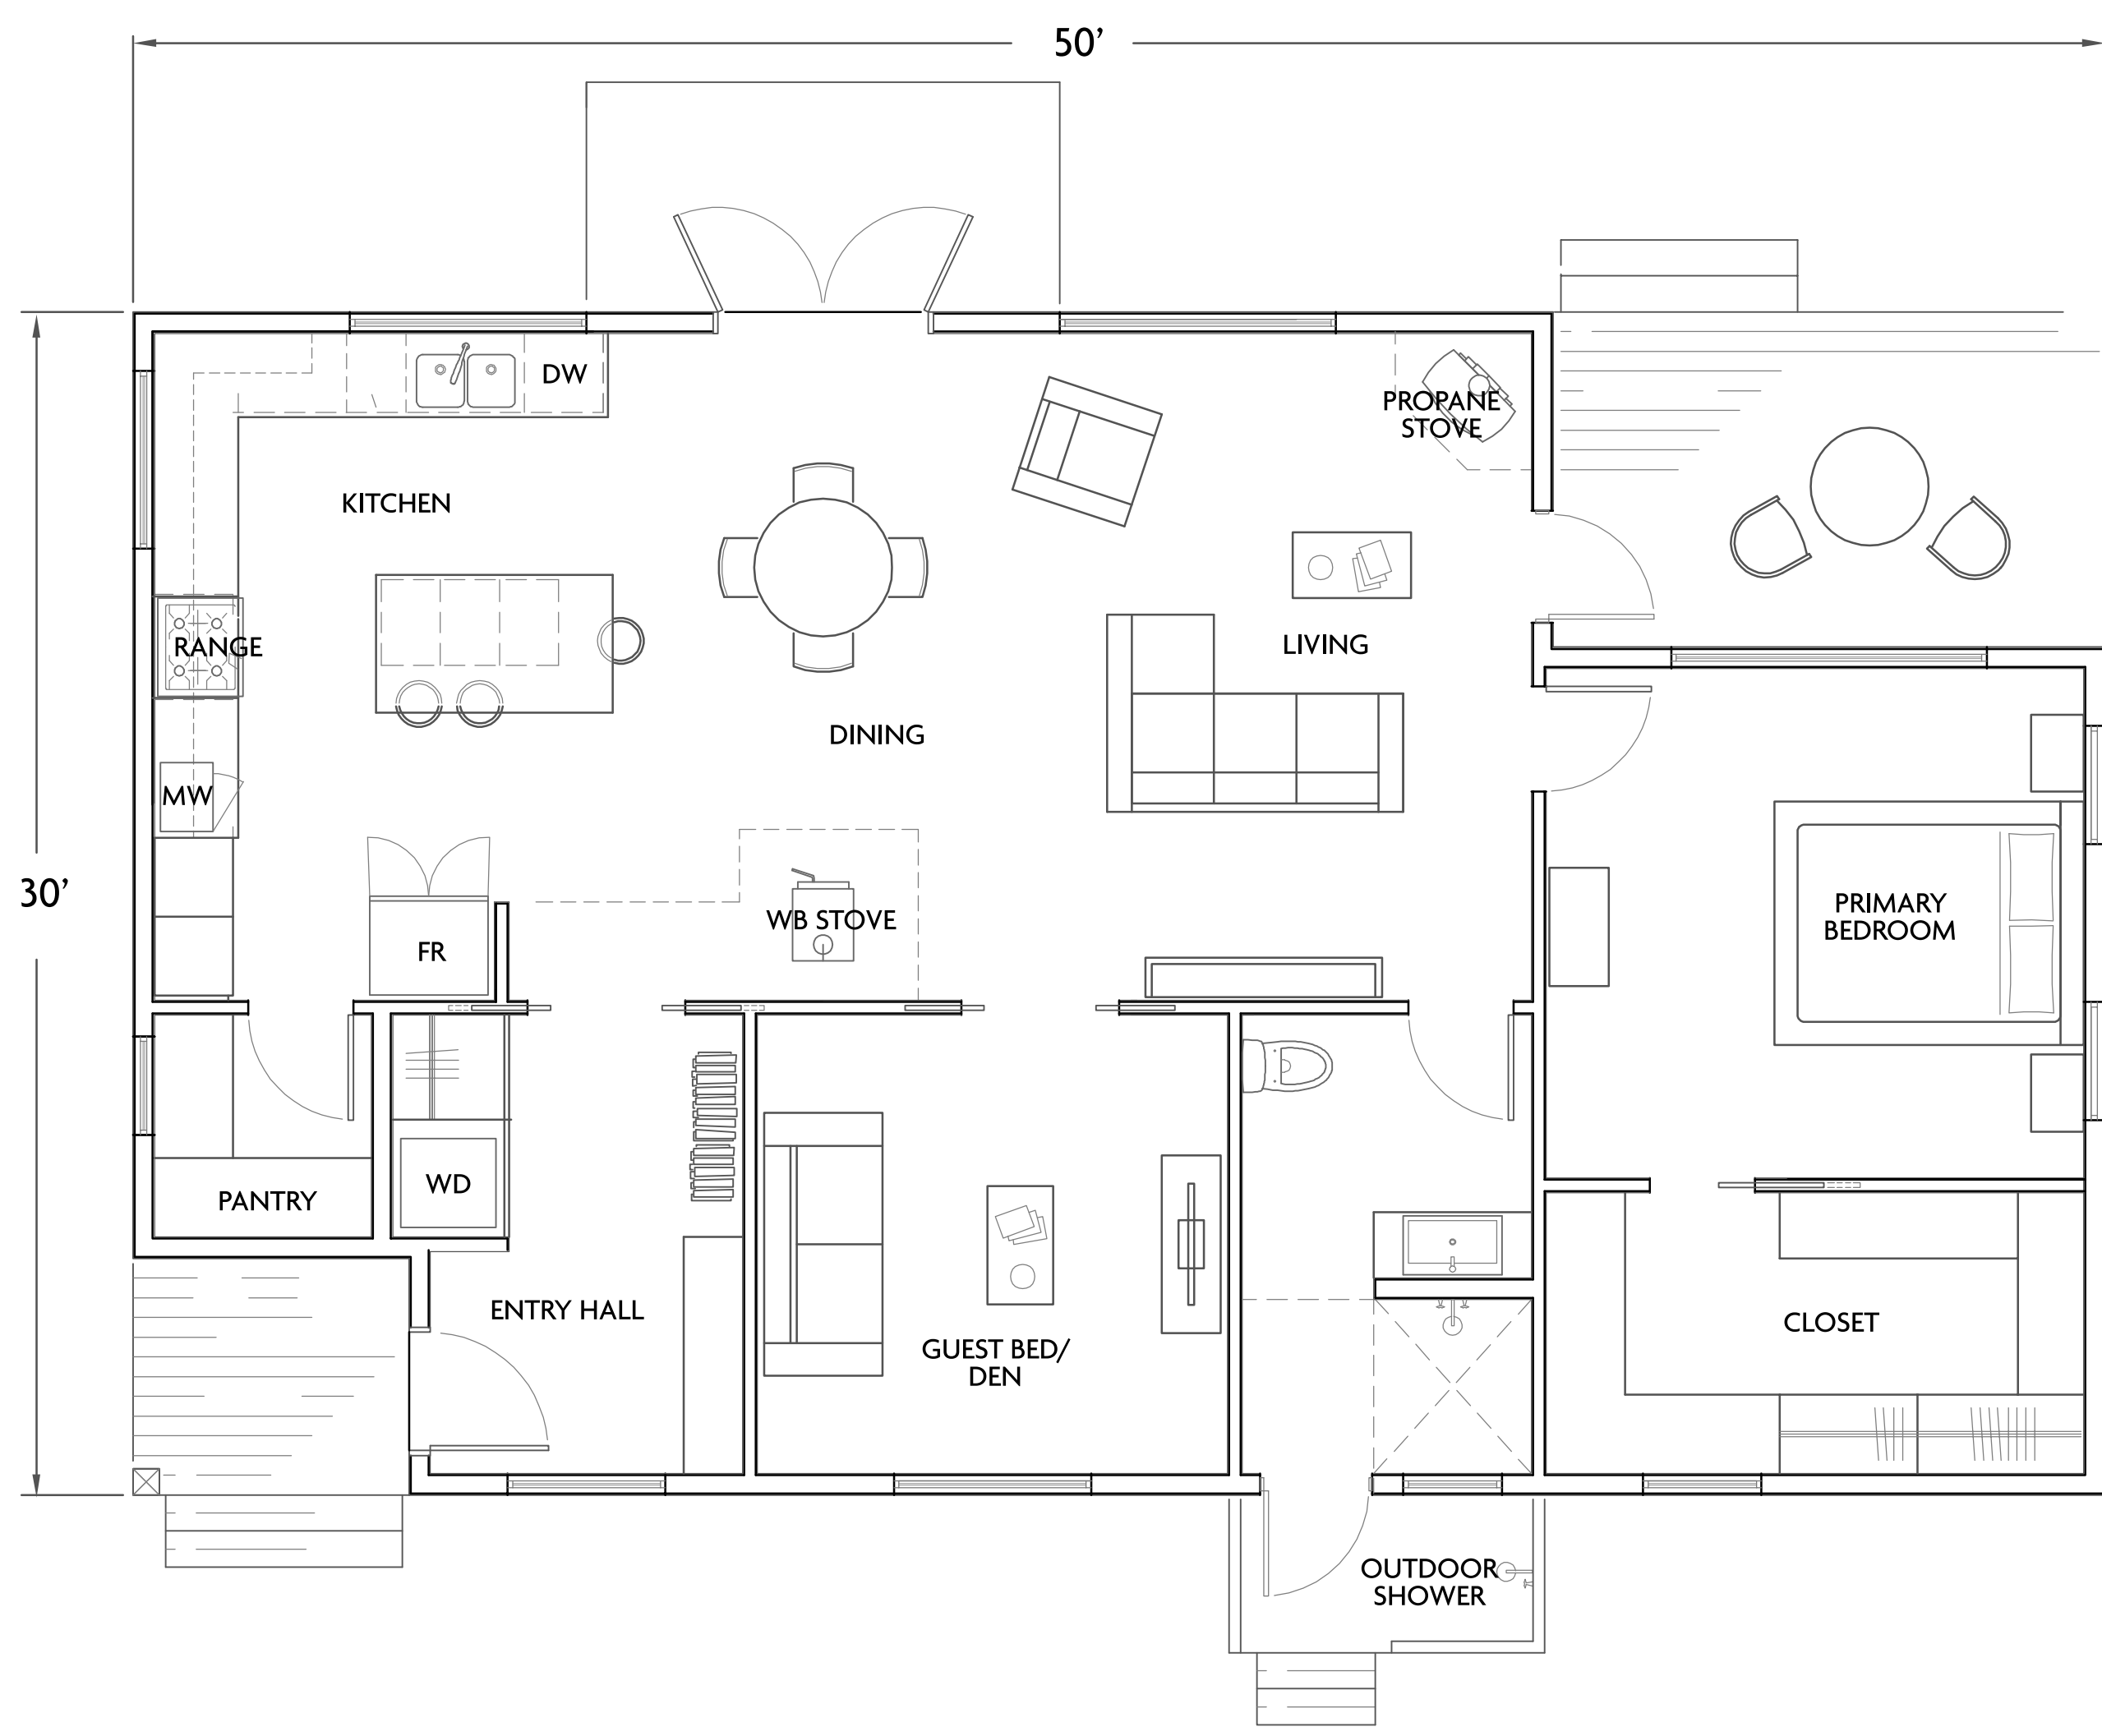 50’
DW
PROPANE
STOVE
KITCHEN
RANGE
LIVING
DINING
MW
30’
PRIMARY
BEDROOM
WB STOVE
FR
WD
PANTRY
ENTRY HALL
CLOSET
GUEST BED/
DEN
OUTDOOR
SHOWER